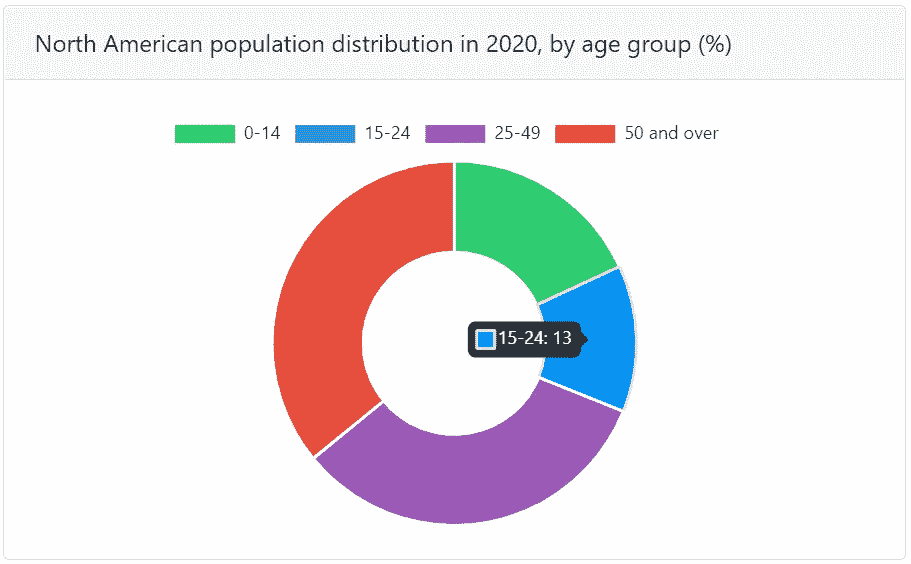 North American population distribution in 2020, by age group (%)
0-14 15-24 25-49 50 and over
15-24: 13